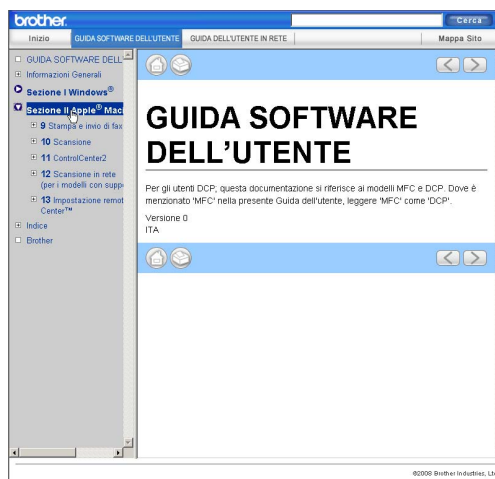 brother.
Cerca
Inizio
GUIDA SOFTWARE DELL'UTENTE
GUIDA DELL'UTENTE IN RETE
Mappa Sito
GUIDA SOFTWARE DELL'
Informazioni Generali
Sezione I Windows®
Sezione II Apple® Maci
9 Stampa e invio di fax
10 Scansione
11 ControlCenter2
12 Scansione in rete
(per i modelli con suppo
13 Impostazione remot
Center™
Indice
Brother
GUIDA SOFTWARE
DELL'UTENTE
Per gli utenti DCP; questa documentazione si riferisce ai modelli MFC e DCP. Dove è
menzionato 'MFC' nella presente Guida dell'utente, leggere 'MFC' come 'DCP'.
Versione 0
ITA
©2008 Brother Industries, Lt